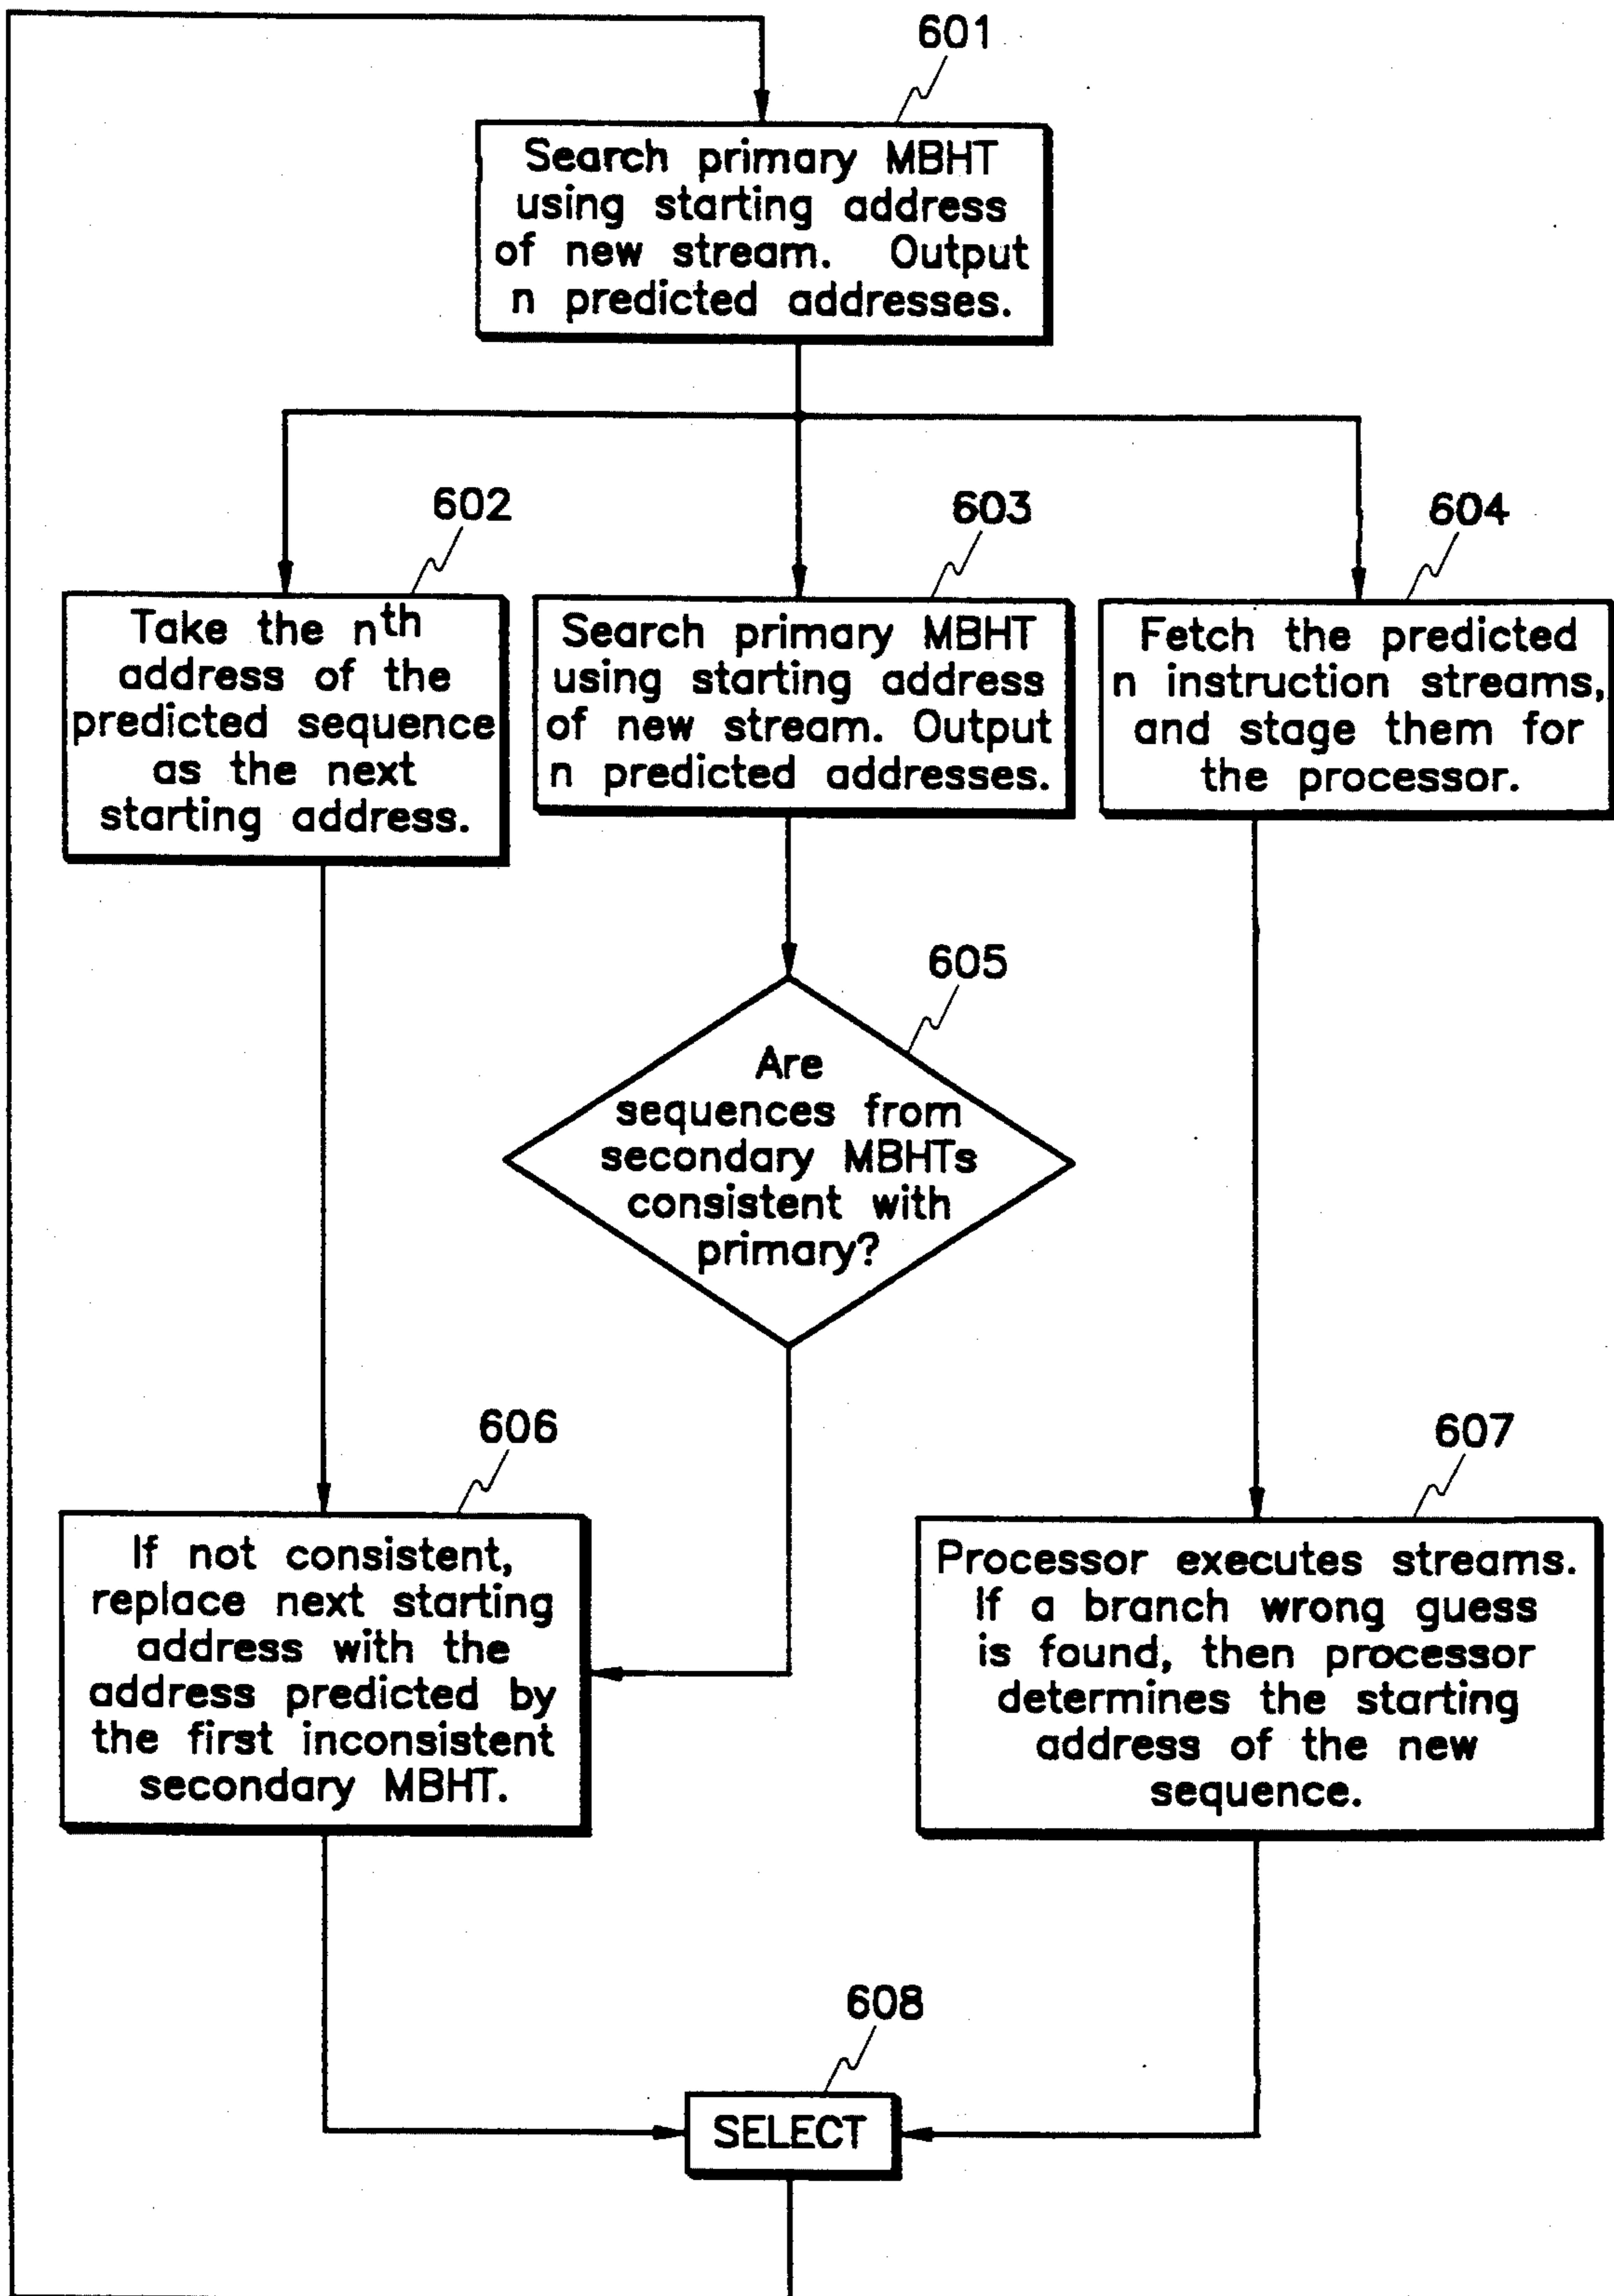 601
Search primary MBHT
using starting address
of new stream. Output
n predicted addresses.
602
Take the nth
address of the
predicted sequence
as the next
starting address.
603
Search primary MBHT
using starting address
of new stream. Output
n predicted addresses.
604
Fetch the predicted
n instruction streams,
and stage them for
the processor.
605
Are
sequences from
secondary MBHTs
consistent with
primary?
606
If not consistent,
replace next starting
address with the
address predicted by
the first inconsistent
secondary MBHT.
607
Processor executes streams.
If a branch wrong guess
is found, then processor
determines the starting
address of the new
sequence.
608
SELECT